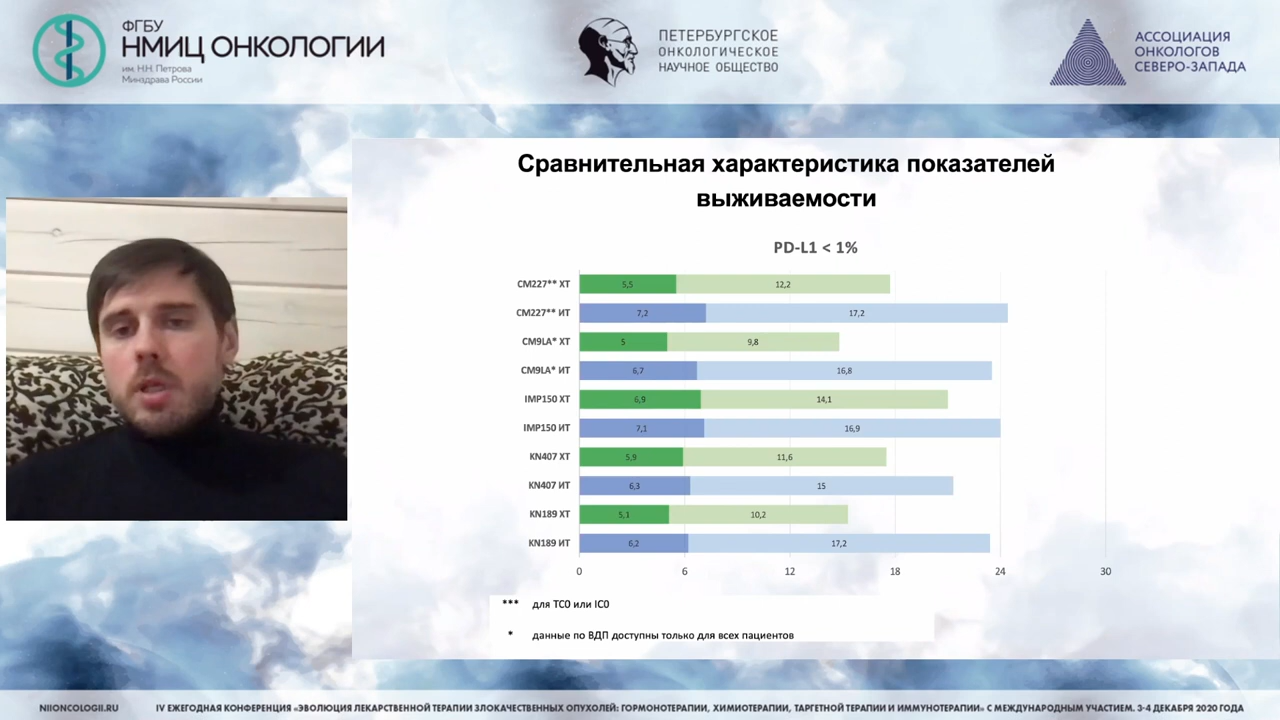 ФГБУ
НМИЦ ОНКОЛОГИИ
им. Н.Н. Петрова
Минздрава России
ПЕТЕРБУРГСКОЕ
ОНКОЛОГИЧЕСКОЕ
НАУЧНОЕ ОБЩЕСТВО
АССОЦИАЦИЯ
ОНКОЛОГОВ
СЕВЕРО-ЗАПАДА
Сравнительная характеристика показателей
выживаемости
PD-L1 < 1%
CM227** ХТ 5,5 12,2
CM227** ИТ 7,2 17,2
CM9LA* ХТ 5 9,8
CM9LA* ИТ 6,7 16,8
IMP150 ХТ 6,9 14,1
IMP150 ИТ 7,1 16,9
KN407 ХТ 5,9 11,6
KN407 ИТ 6,3 15
KN189 ХТ 5,1 10,2
KN189 ИТ 6,2 17,2
0 6 12 18 24 30
*** для TC0 или IC0
* данные по ВДП доступны только для всех пациентов
NIIONCOLOGII.RU
IV ЕЖЕГОДНАЯ КОНФЕРЕНЦИЯ «ЭВОЛЮЦИЯ ЛЕКАРСТВЕННОЙ ТЕРАПИИ ЗЛОКАЧЕСТВЕННЫХ ОПУХОЛЕЙ: ГОРМОНОТЕРАПИИ, ХИМИОТЕРАПИИ, ТАРГЕТНОЙ ТЕРАПИИ И ИММУНОТЕРАПИИ» С МЕЖДУНАРОДНЫМ УЧАСТИЕМ. 3-4 ДЕКАБРЯ 2020 ГОДА